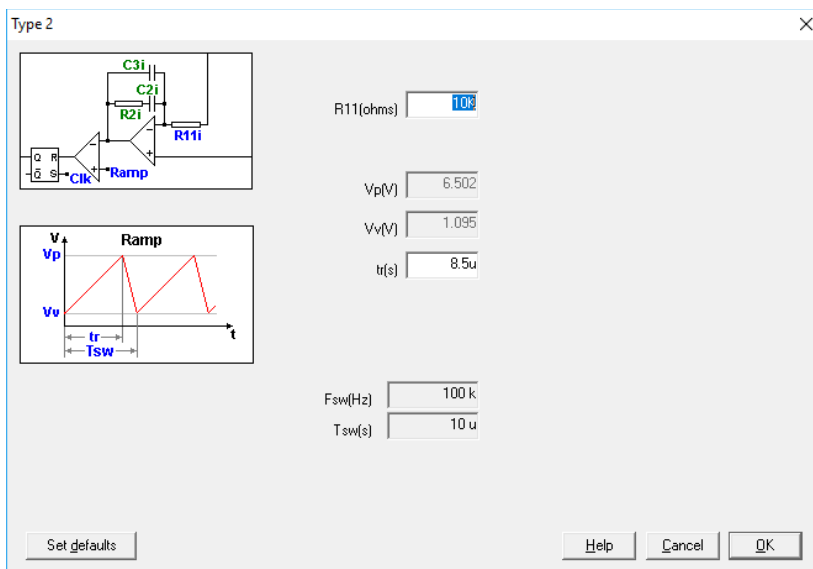 Type 2
C3i
C2i
R2i
R11i
Q R
Q S
Clk
Ramp
R11(ohms) 10k
Vp(V) 6.502
Vv(V) 1.095
tr(s) 8.5u
V
Ramp
Vp
Vv
tr
t
Tsw
Fsw(Hz) 100 k
Tsw(s) 10 u
Set defaults
Help
Cancel
OK